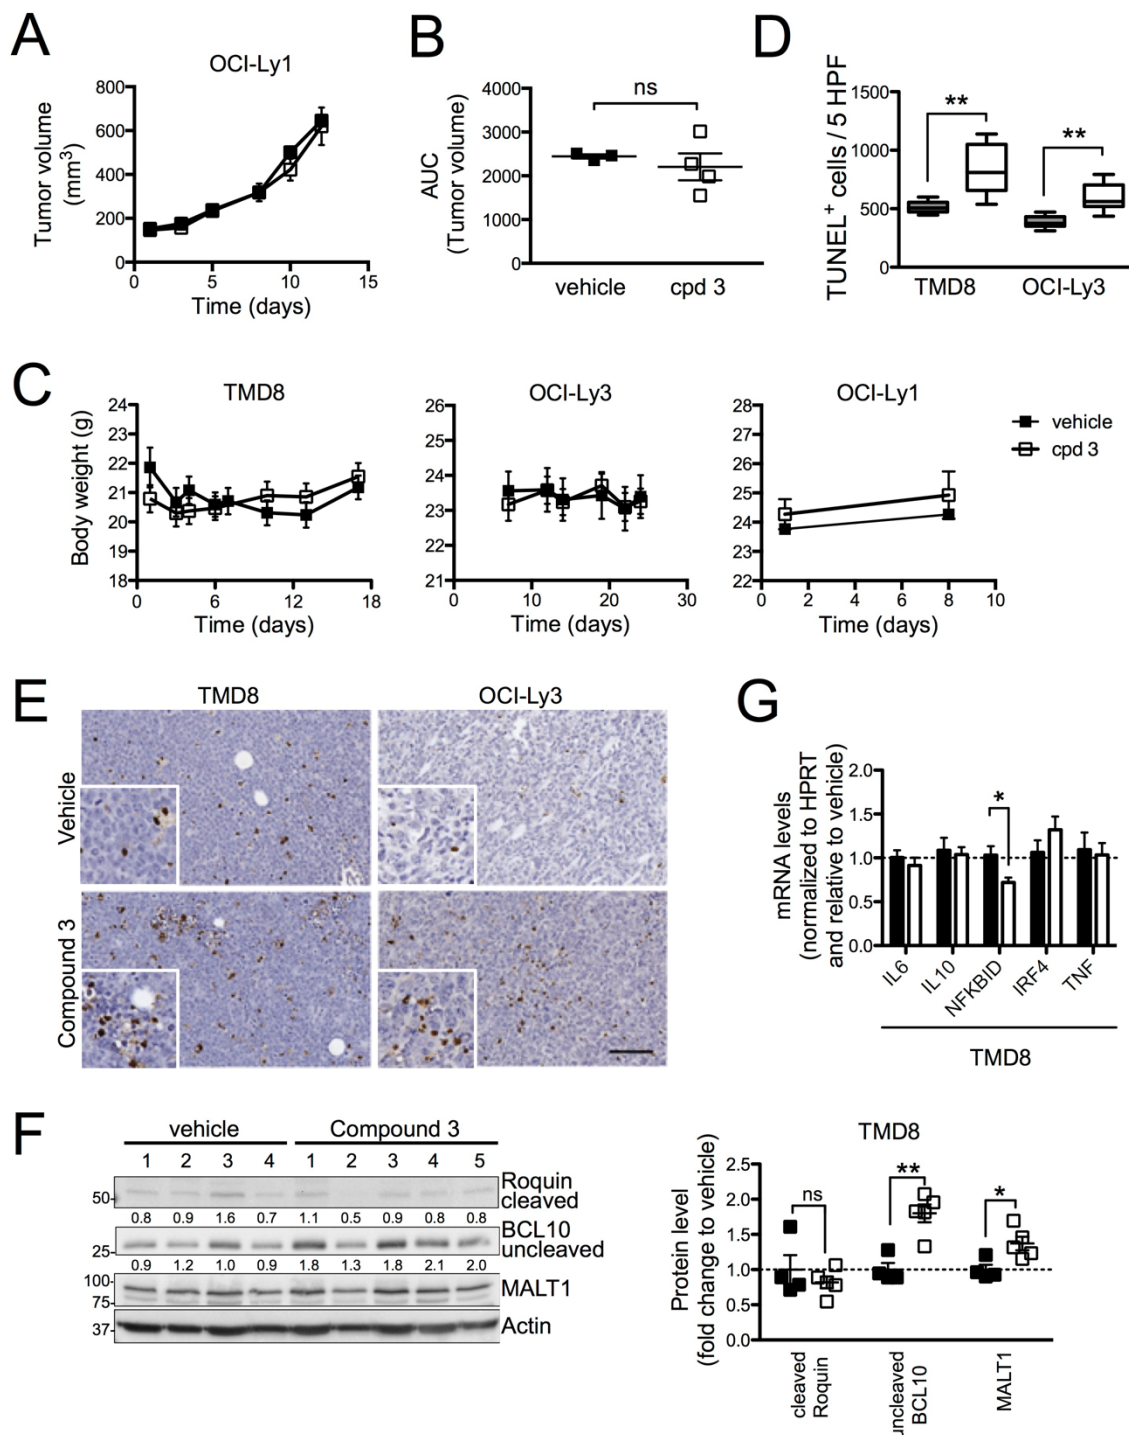 A
OCI-Ly1
Tumor volume
(mm³)
800
600
400
200
0
0 5 10 15
Time (days)
B
ns
AUC
(Tumor volume)
4000
3000
2000
1000
0
vehicle cpd 3
D
TUNEL⁺ cells / 5 HPF
1500
1000
500
0
** **
TMD8 OCI-Ly3
C
TMD8
Body weight (g)
24
23
22
21
20
19
18
0 6 12 18
Time (days)
OCI-Ly3
26
25
24
23
22
21
0 10 20 30
Time (days)
OCI-Ly1
28
27
26
25
24
23
22
0 2 4 6 8 10
Time (days)
vehicle
cpd 3
E
TMD8 OCI-Ly3
Vehicle
Compound 3
G
mRNA levels
(normalized to HPRT
and relative to vehicle)
2.0
1.5
1.0
0.5
0.0
*
IL6 IL10 NFKBID IRF4 TNF
TMD8
F
vehicle Compound 3
1 2 3 4 1 2 3 4 5
50 Roquin
cleaved
0.8 0.9 1.6 0.7 1.1 0.5 0.9 0.8 0.8
25 BCL10
uncleaved
0.9 1.2 1.0 0.9 1.8 1.3 1.8 2.1 2.0
100
75 MALT1
37 Actin
TMD8
Protein level
(fold change to vehicle)
2.5
2.0
1.5
1.0
0.5
0.0
ns ** *
cleaved
Roquin
uncleaved
BCL10
MALT1